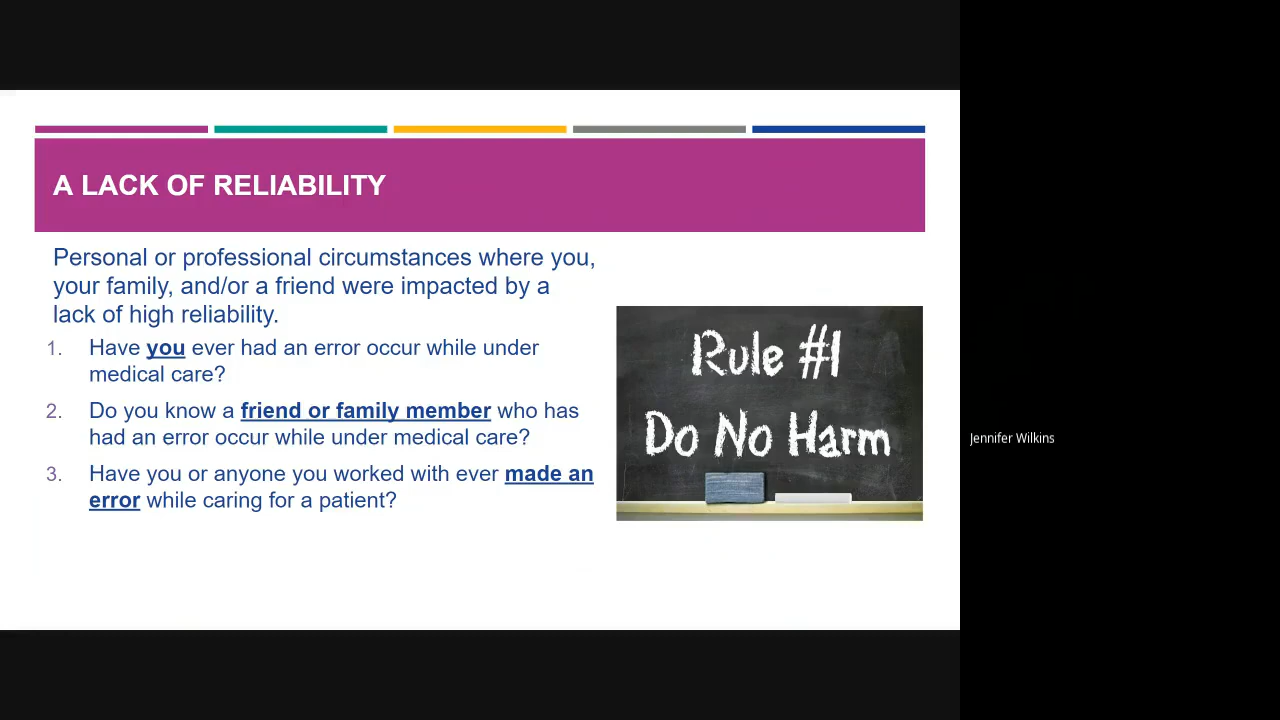 A LACK OF RELIABILITY
Personal or professional circumstances where you,
your family, and/or a friend were impacted by a
lack of high reliability.
1. Have you ever had an error occur while under
medical care?
2. Do you know a friend or family member who has
had an error occur while under medical care?
3. Have you or anyone you worked with ever made an
error while caring for a patient?
Rule #1
Do No Harm
Jennifer Wilkins